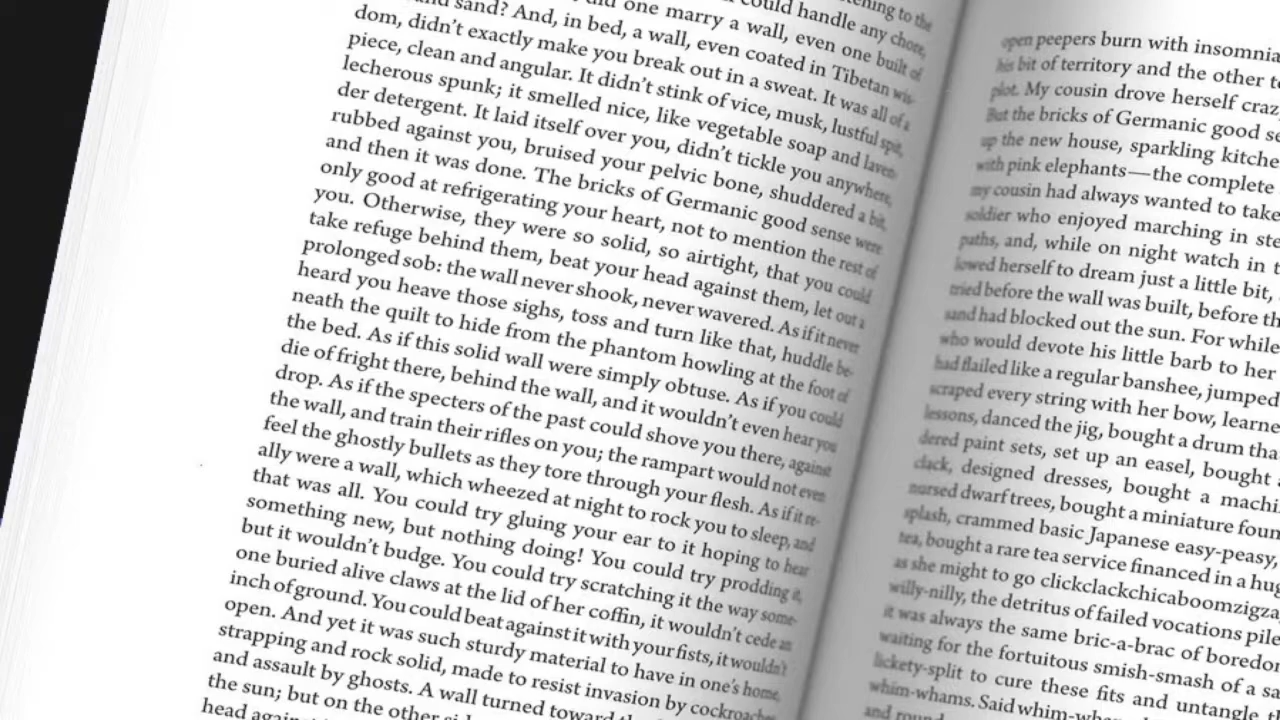 could handle any chore,
and sand? And, in bed, a wall, even coated in Tibetan wis-
dom, didn't exactly make you break out in a sweat. It was all of a
piece, clean and angular. It didn't stink of vice, musk, lustful spit,
lecherous spunk; it smelled nice, like vegetable soap and laven-
der detergent. It laid itself over you, didn't tickle you anywhere,
rubbed against you, bruised your pelvic bone, shuddered a bit,
and then it was done. The bricks of Germanic good sense were
only good at refrigerating your heart, not to mention the rest of
you. Otherwise, they were so solid, so airtight, that you could
take refuge behind them, beat your head against them, let out a
prolonged sob: the wall never shook, never wavered. As if it never
heard you heave those sighs, toss and turn like that, huddle be-
neath the quilt to hide from the phantom howling at the foot of
the bed. As if this solid wall were simply obtuse. As if you could
die of fright there, behind the wall, and it wouldn't even hear you
drop. As if the specters of the past could shove you there, against
the wall, and train their rifles on you; the rampart would not even
feel the ghostly bullets as they tore through your flesh. As if it re-
ally were a wall, which wheezed at night to rock you to sleep, and
that was all. You could try gluing your ear to it hoping to hear
something new, but nothing doing! You could try prodding it,
but it wouldn't budge. You could try scratching it the way some-
one buried alive claws at the lid of her coffin, it wouldn't cede an
inch of ground. You could beat against it with your fists, it wouldn't
open. And yet it was such sturdy material to have in one's home,
strapping and rock solid, made to resist invasion by cockroaches
and assault by ghosts. A wall turned toward
the sun; but on the other
head
open peepers burn with insomnia
his bit of territory and the other
plot. My cousin drove herself
But the bricks of Germanic good
up the new house, sparkling
with pink elephants—the complete
my cousin had always wanted to take
soldier who enjoyed marching in
paths, and, while on night watch in
lowed herself to dream just a little bit,
tried before the wall was built, before
sand had blocked out the sun. For while
who would devote his little barb to her
had flailed like a regular banshee, jumped
scraped every string with her bow,
lessons, danced the jig, bought a drum
dered paint sets, set up an easel, bought
clack, designed dresses, bought a
nursed dwarf trees, bought a miniature
splash, crammed basic Japanese easy-peasy,
tea, bought a rare tea service financed in a
as she might to go
willy-nilly, the detritus of failed vocations
it was always the same bric-a-brac of
waiting for the fortuitous smish-smash of a
lickety-split to cure these fits and untangle
whim-whams. Said
and round